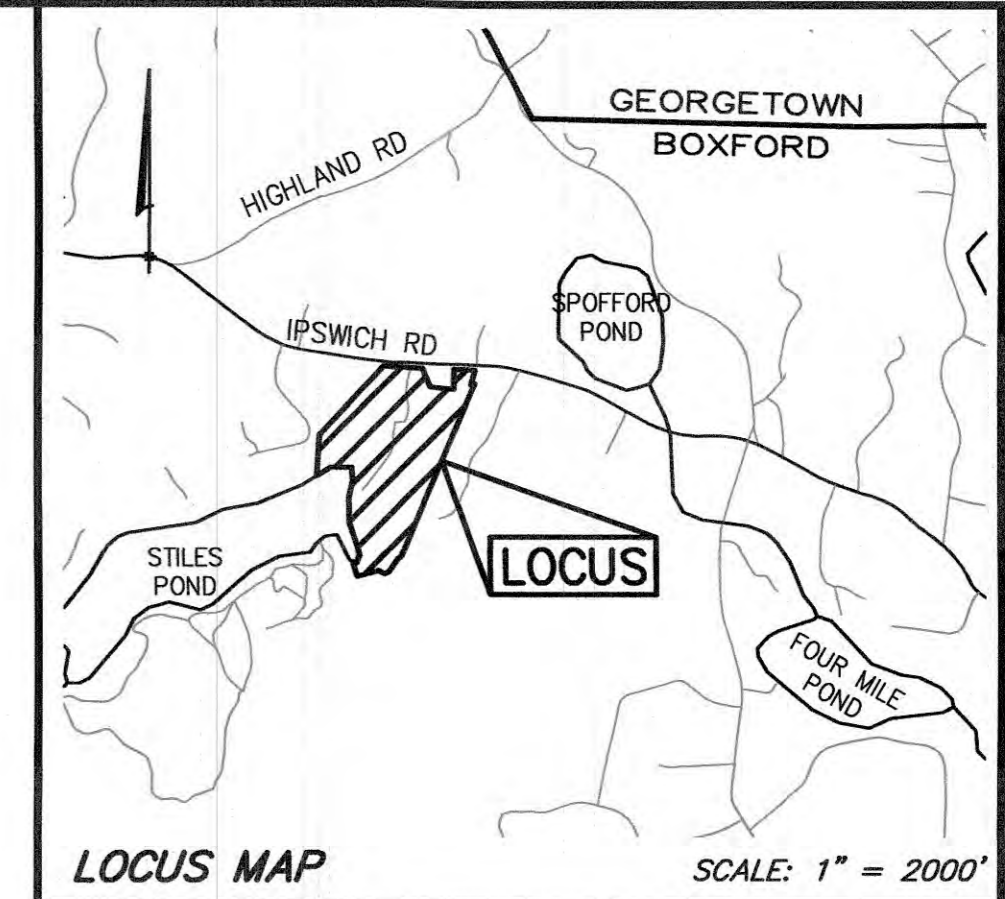 GEORGETOWN
BOXFORD
HIGHLAND RD
SPOFFORD
POND
IPSWICH RD
STILES
POND
LOCUS
FOUR MILE
POND
LOCUS MAP
SCALE: 1" = 2000'